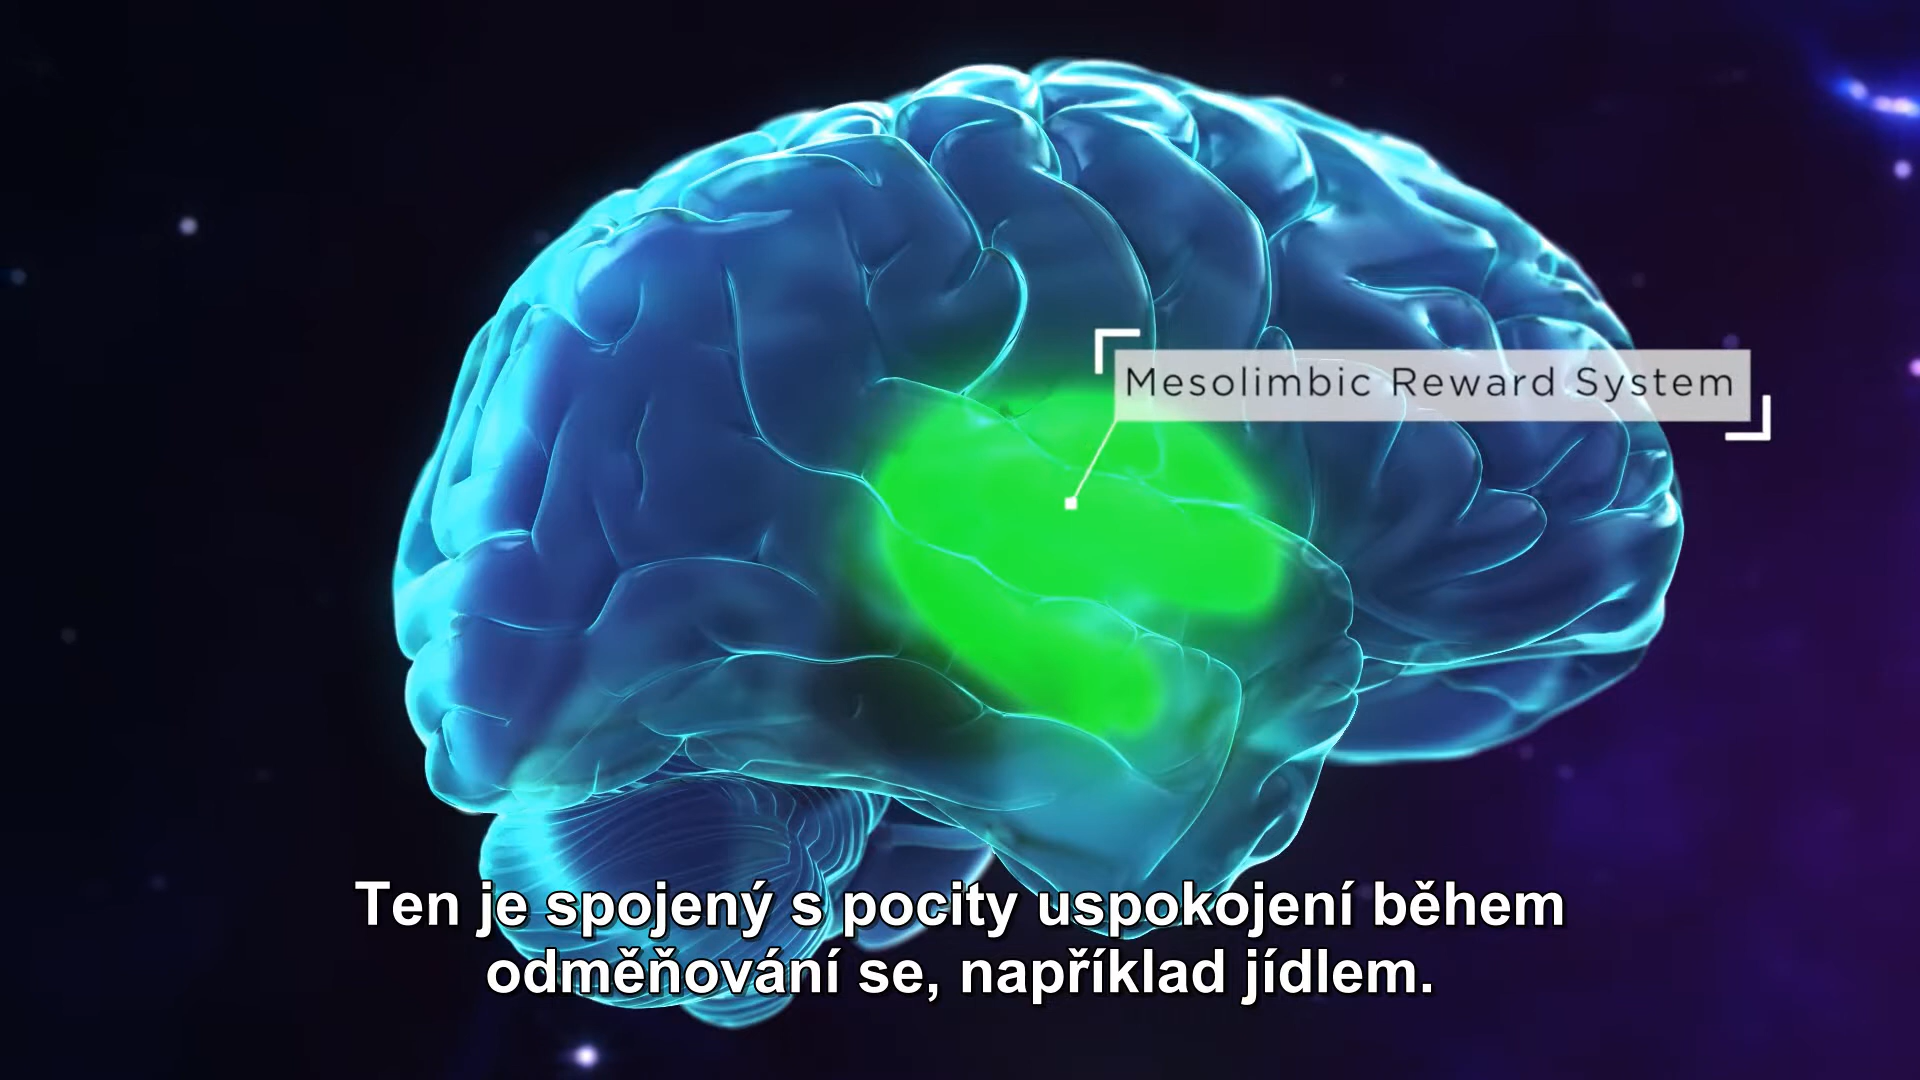 Mesolimbic Reward System
Ten je spojený s pocity uspokojení během
odměňování se, například jídlem.